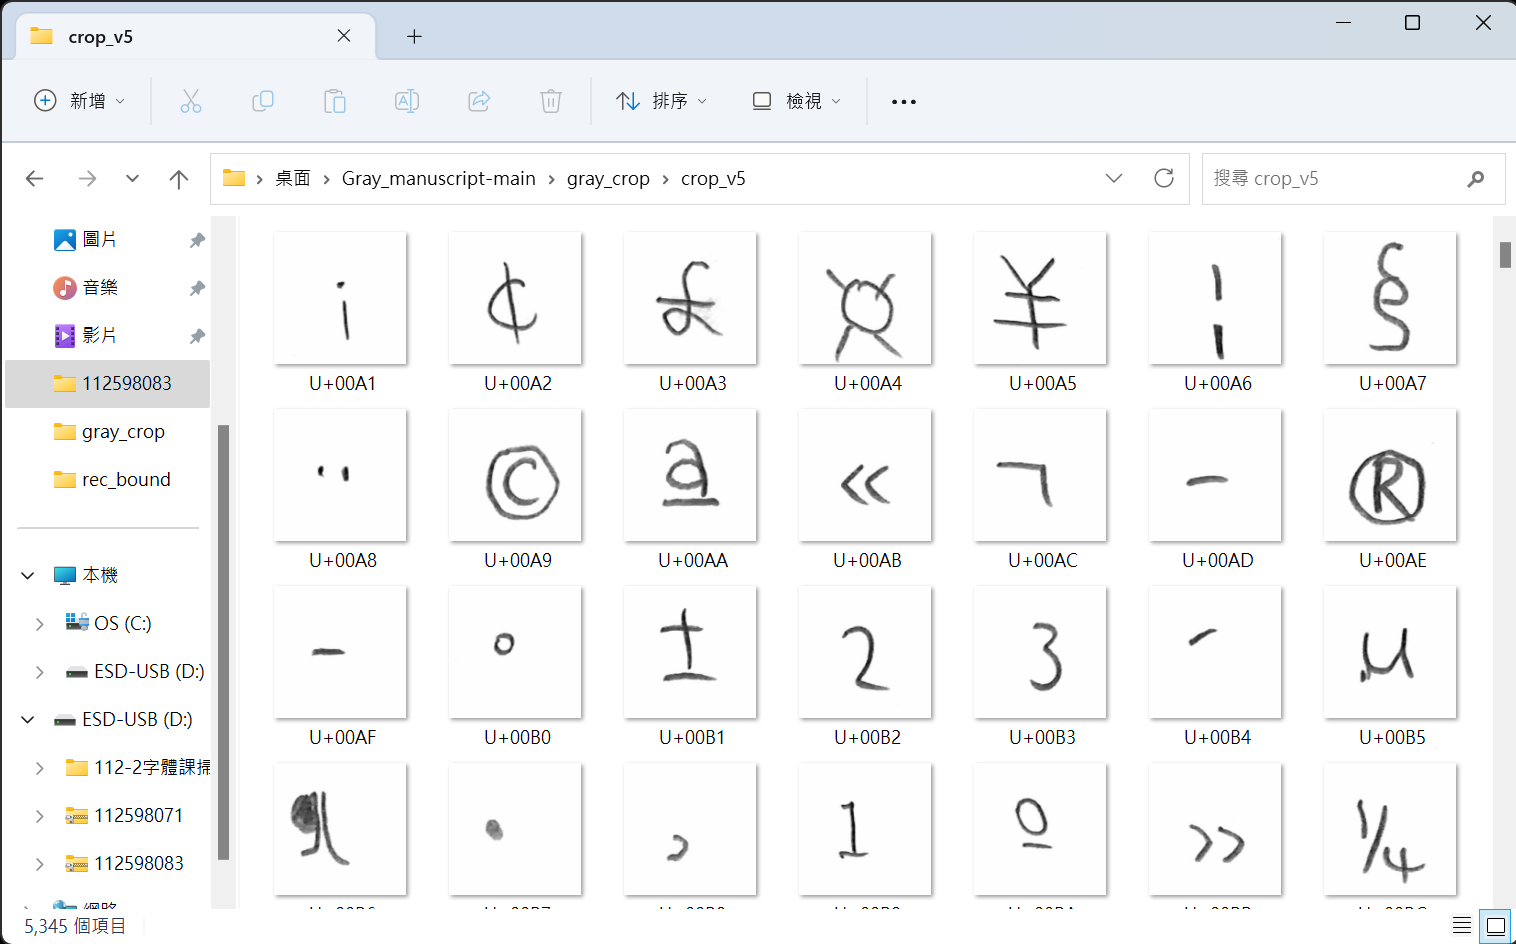 crop_v5
新增
排序
檢視
桌面 > Gray_manuscript-main > gray_crop > crop_v5
搜尋 crop_v5
圖片
音樂
影片
112598083
gray_crop
rec_bound
本機
OS (C:)
ESD-USB (D:)
ESD-USB (D:)
112-2字體課掃
112598071
112598083
網路
¡ ¢ £ ¤ ¥ ¦ §
U+00A1 U+00A2 U+00A3 U+00A4 U+00A5 U+00A6 U+00A7
¨ © ª « ¬ - ®
U+00A8 U+00A9 U+00AA U+00AB U+00AC U+00AD U+00AE
¯ ° ± 2 3 ´ µ
U+00AF U+00B0 U+00B1 U+00B2 U+00B3 U+00B4 U+00B5
¶ · ¸ 1 º » ¼
5,345 個項目